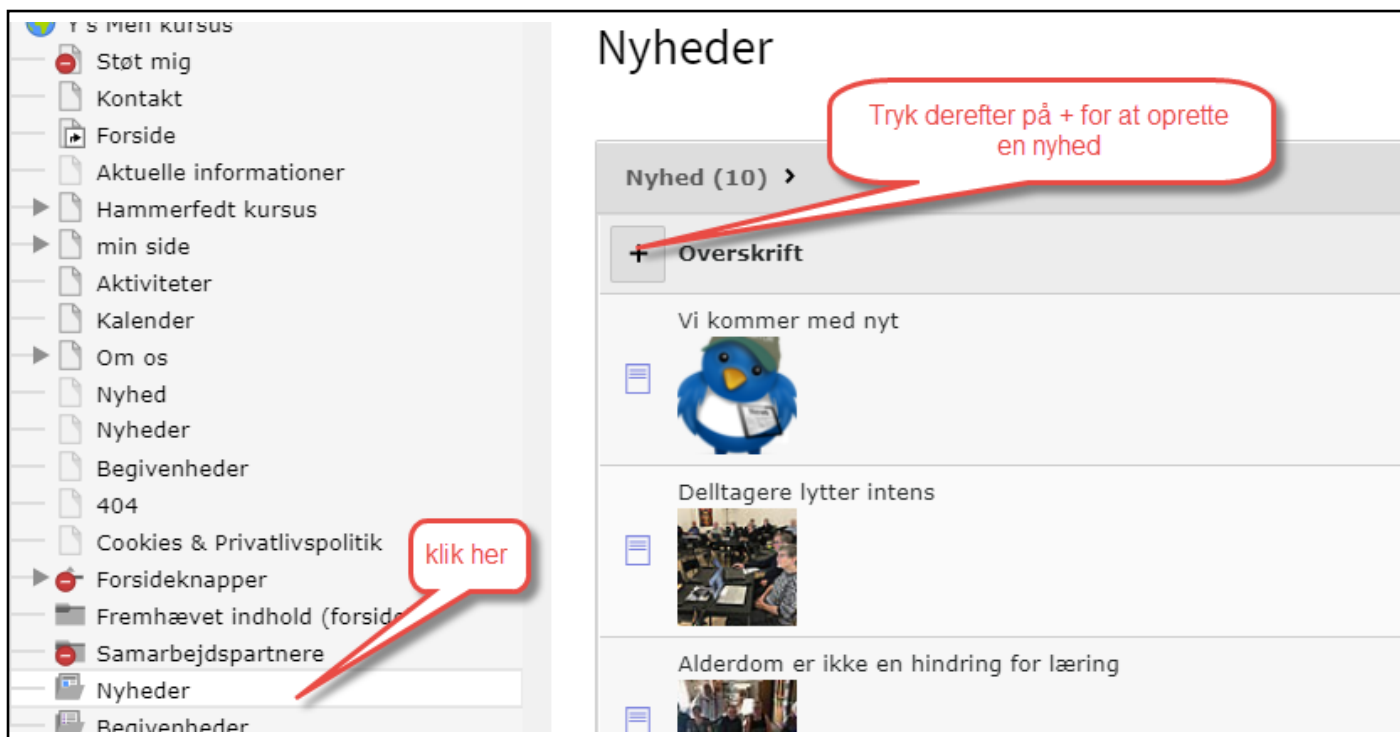 Y's Men kursus
Støt mig
Kontakt
Forside
Aktuelle informationer
Hammerfedt kursus
min side
Aktiviteter
Kalender
Om os
Nyhed
Nyheder
Begivenheder
404
Cookies & Privatlivspolitik
Forsideknapper
Fremhævet indhold (forside
Samarbejdspartnere
Nyheder
Begivenheder
klik her
Nyheder
Tryk derefter på + for at oprette
en nyhed
Nyhed (10)
+ Overskrift
Vi kommer med nyt
Delltagere lytter intens
Alderdom er ikke en hindring for læring